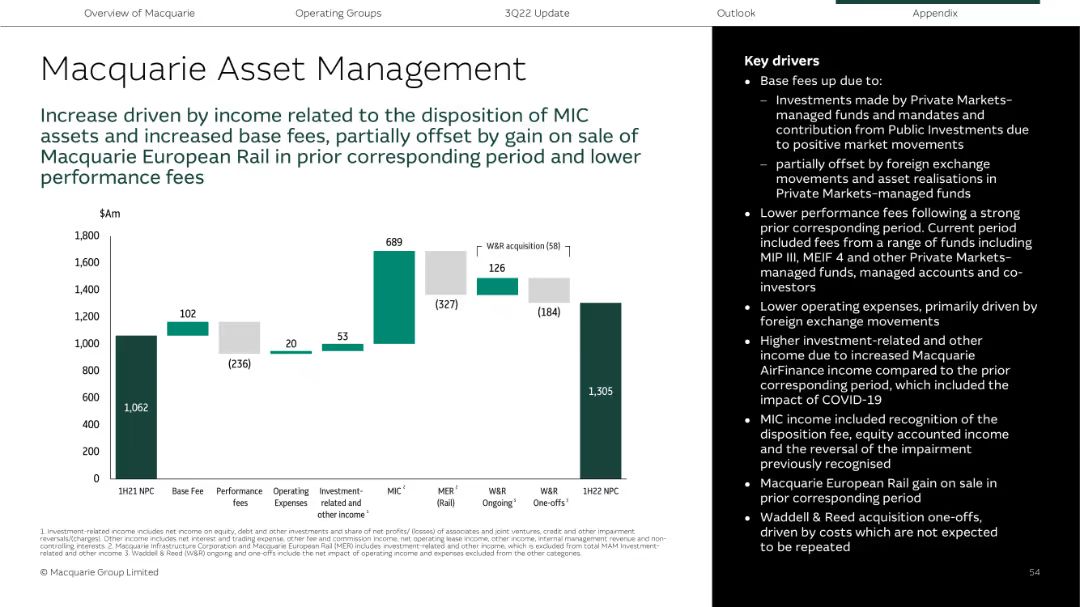 Overview of Macquarie
Operating Groups
3Q22 Update
Outlook
Appendix
Macquarie Asset Management
Increase driven by income related to the disposition of MIC
assets and increased base fees, partially offset by gain on sale of
Macquarie European Rail in prior corresponding period and lower
performance fees
$Am
1,800
1,600
1,400
1,200
1,000
800
600
400
200
0
1,062
102
(236)
20
53
689
(327)
W&R acquisition (58)
126
(184)
1,305
1H21 NPC
Base Fee
Performance
fees
Operating
Expenses
Investment-
related and
other income 1
MIC 2
MER 2
(Rail)
W&R
Ongoing 3
W&R
One-offs 3
1H22 NPC
1. Investment-related income includes net income on equity, debt and other investments and share of net profits/ (losses) of associates and joint ventures, credit and other impairment
reversals/(charges). Other income includes net interest and trading expense, other fee and commission income, net operating lease income, other income, internal management revenue and non-
controlling interests. 2. Macquarie Infrastructure Corporation and Macquarie European Rail (MER) includes investment-related and other income, which is excluded from total MAM Investment-
related and other income 3. Waddell & Reed (W&R) ongoing and one-offs include the net impact of operating income and expenses excluded from the other categories.
© Macquarie Group Limited
Key drivers
• Base fees up due to:
– Investments made by Private Markets-
managed funds and mandates and
contribution from Public Investments due
to positive market movements
– partially offset by foreign exchange
movements and asset realisations in
Private Markets-managed funds
• Lower performance fees following a strong
prior corresponding period. Current period
included fees from a range of funds including
MIP III, MEIF 4 and other Private Markets-
managed funds, managed accounts and co-
investors
• Lower operating expenses, primarily driven by
foreign exchange movements
• Higher investment-related and other
income due to increased Macquarie
AirFinance income compared to the prior
corresponding period, which included the
impact of COVID-19
• MIC income included recognition of the
disposition fee, equity accounted income
and the reversal of the impairment
previously recognised
• Macquarie European Rail gain on sale in
prior corresponding period
• Waddell & Reed acquisition one-offs,
driven by costs which are not expected
to be repeated
54